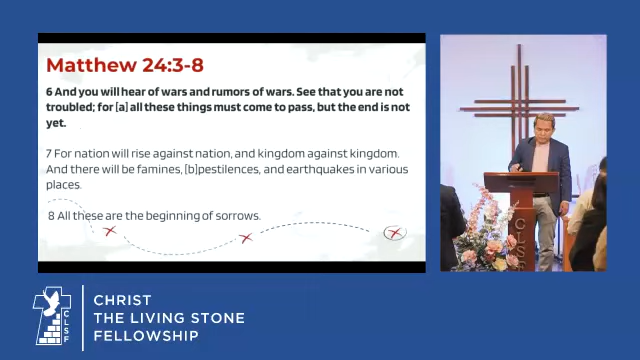 Matthew 24:3-8
6 And you will hear of wars and rumors of wars. See that you are not
troubled; for [a] all these things must come to pass, but the end is not
yet.
7 For nation will rise against nation, and kingdom against kingdom.
And there will be famines, [b]pestilences, and earthquakes in various
places.
8 All these are the beginning of sorrows.
CLSF
CLSF
CHRIST
THE LIVING STONE
FELLOWSHIP